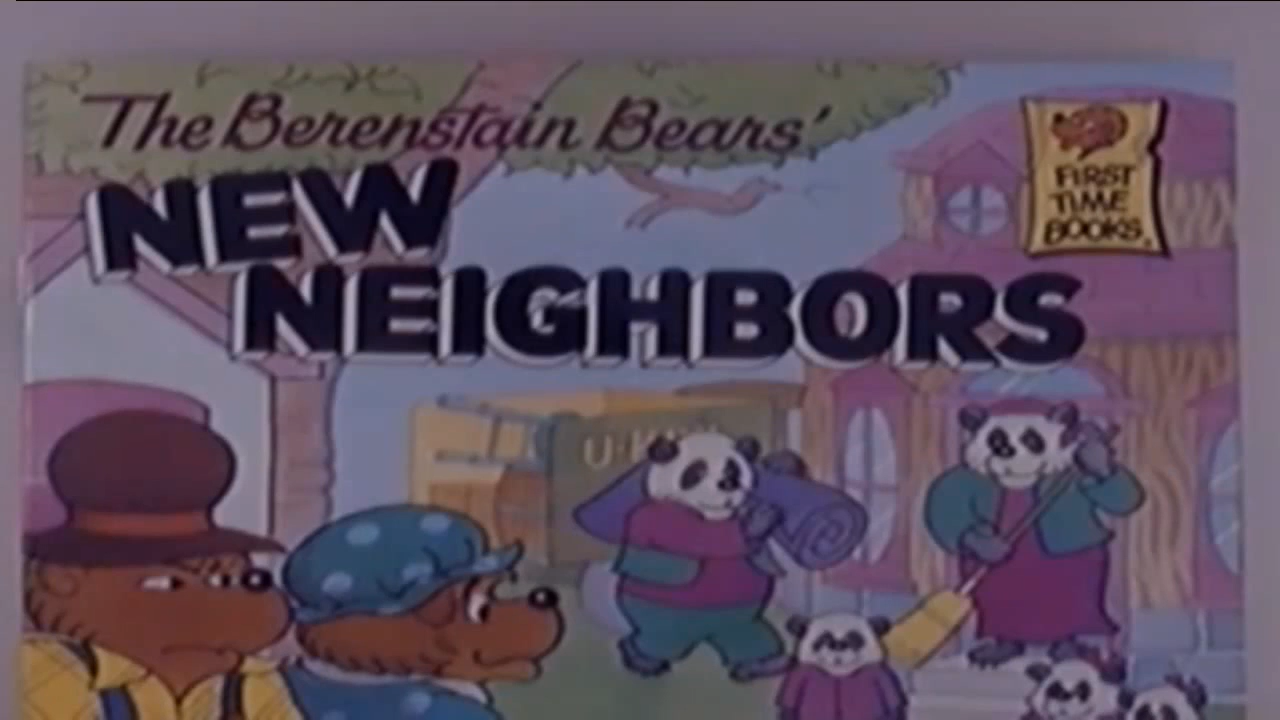 The Berenstain Bears'
NEW
NEIGHBORS
FIRST
TIME
BOOKS